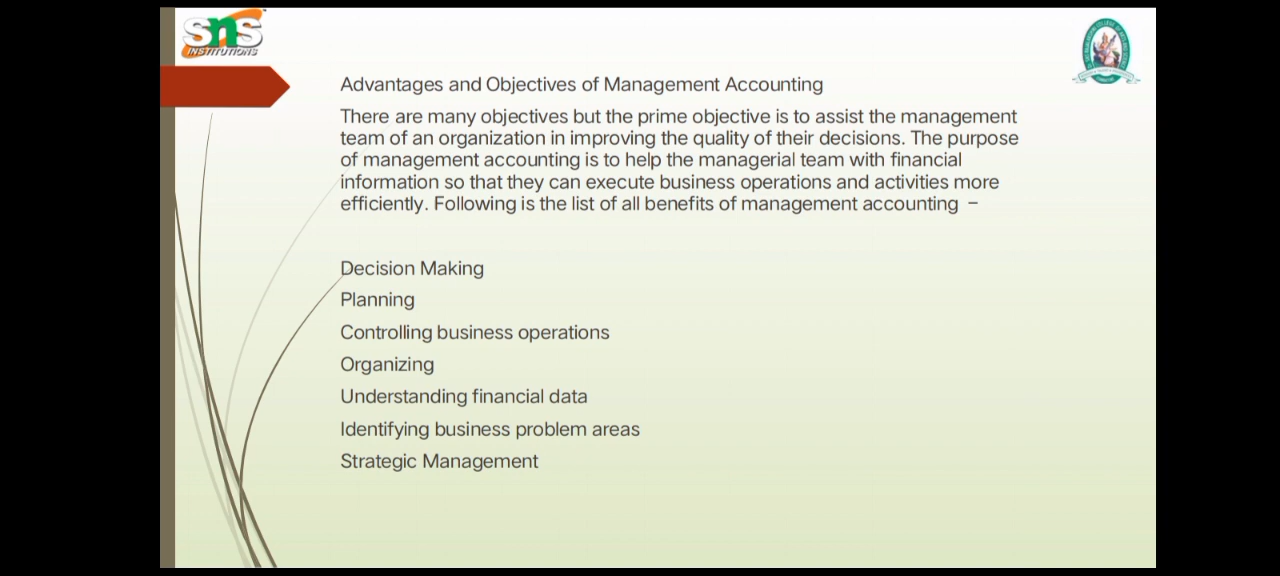 SNS
INSTITUTIONS
Advantages and Objectives of Management Accounting
There are many objectives but the prime objective is to assist the management
team of an organization in improving the quality of their decisions. The purpose
of management accounting is to help the managerial team with financial
information so that they can execute business operations and activities more
efficiently. Following is the list of all benefits of management accounting –
Decision Making
Planning
Controlling business operations
Organizing
Understanding financial data
Identifying business problem areas
Strategic Management